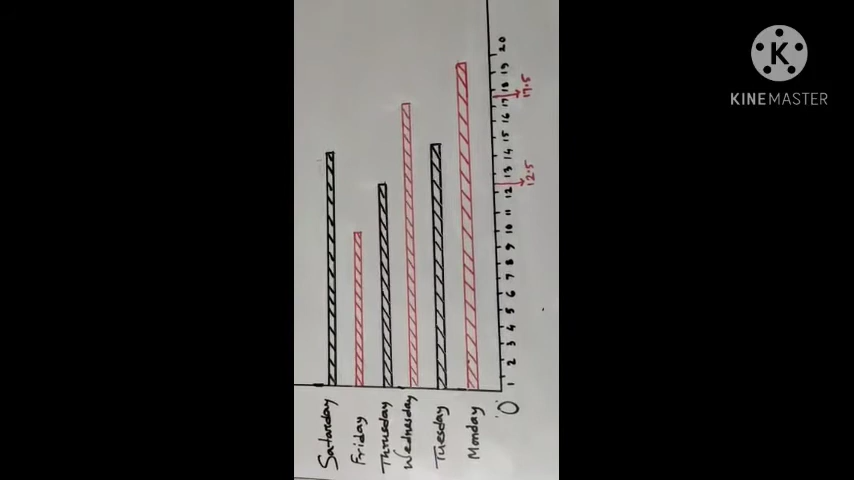 Saturday
Friday
Thrusday
Wednesday
Tuesday
Monday
0
1 2 3 4 5 6 7 8 9 10 11 12 13 14 15 16 17 18 19 20
12.5
17.5
K
KINEMASTER